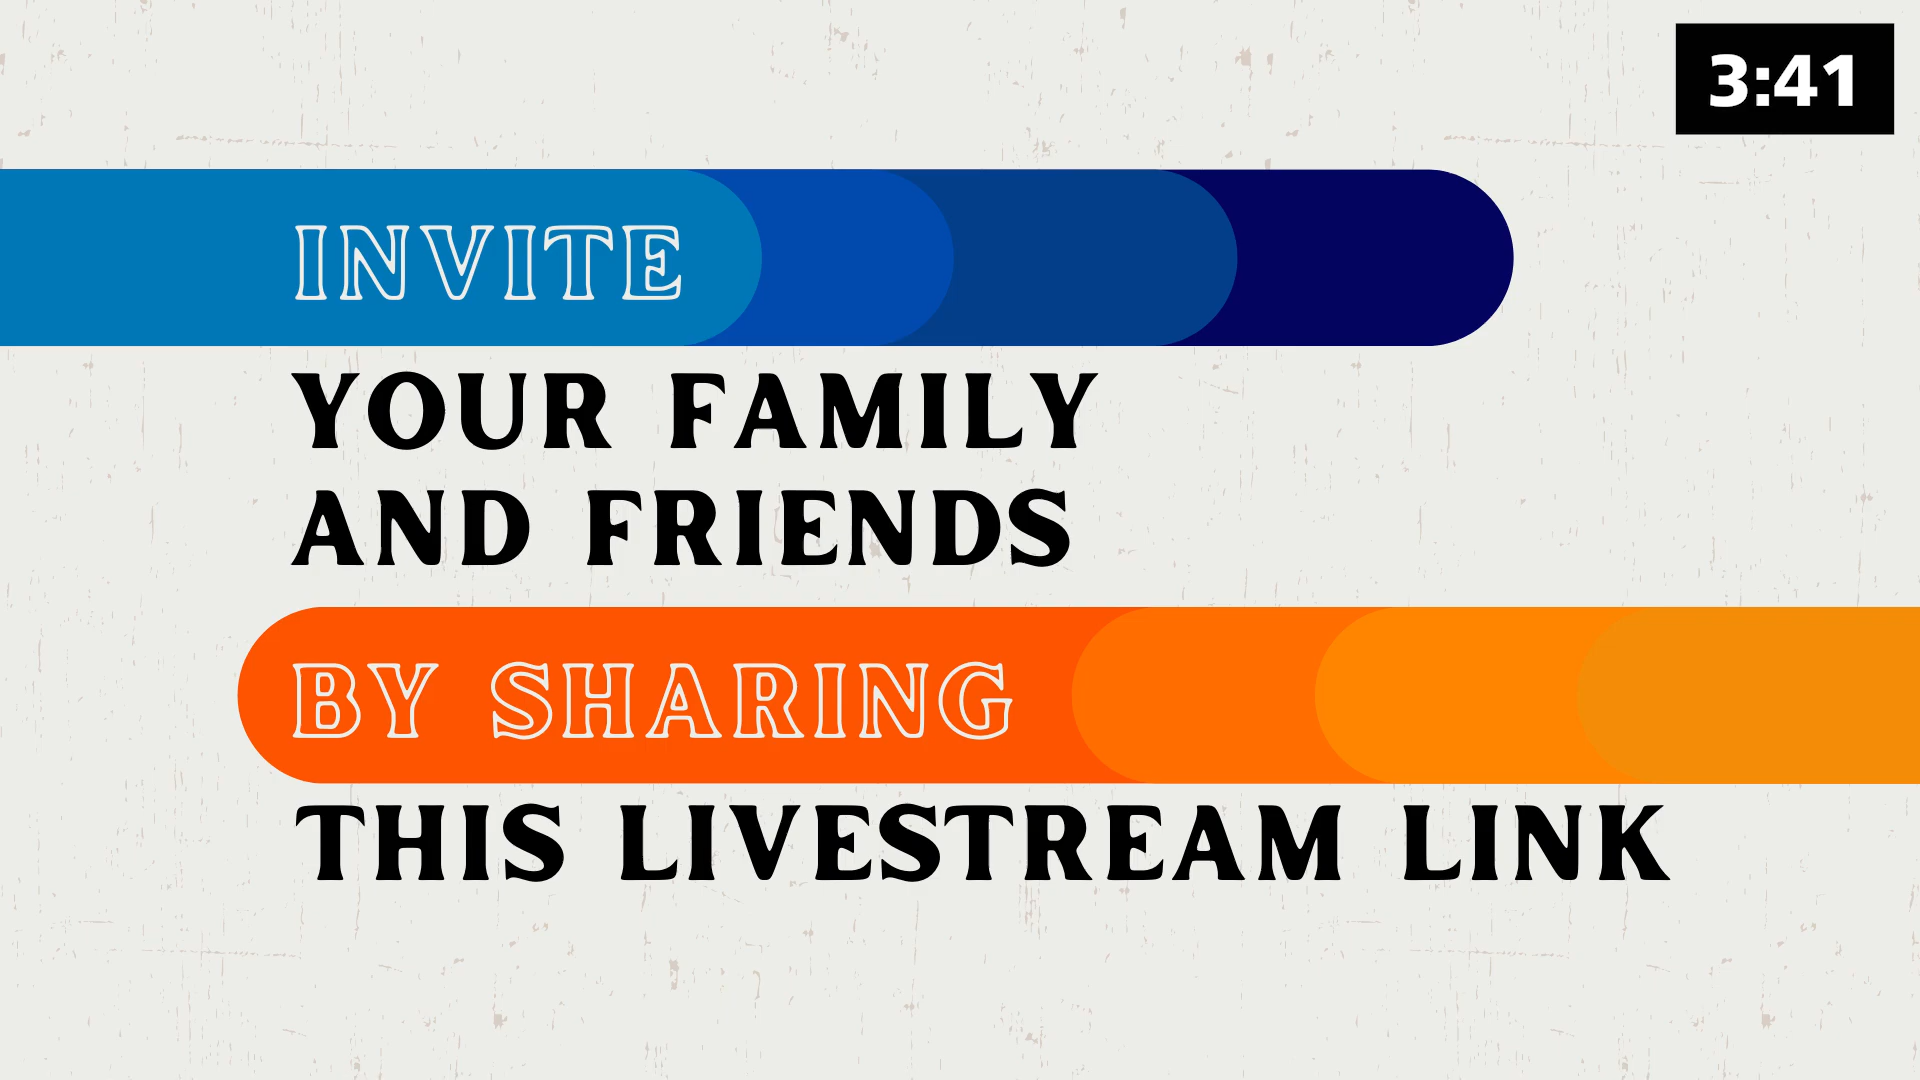 3:41
INVITE
YOUR FAMILY
AND FRIENDS
BY SHARING
THIS LIVESTREAM LINK